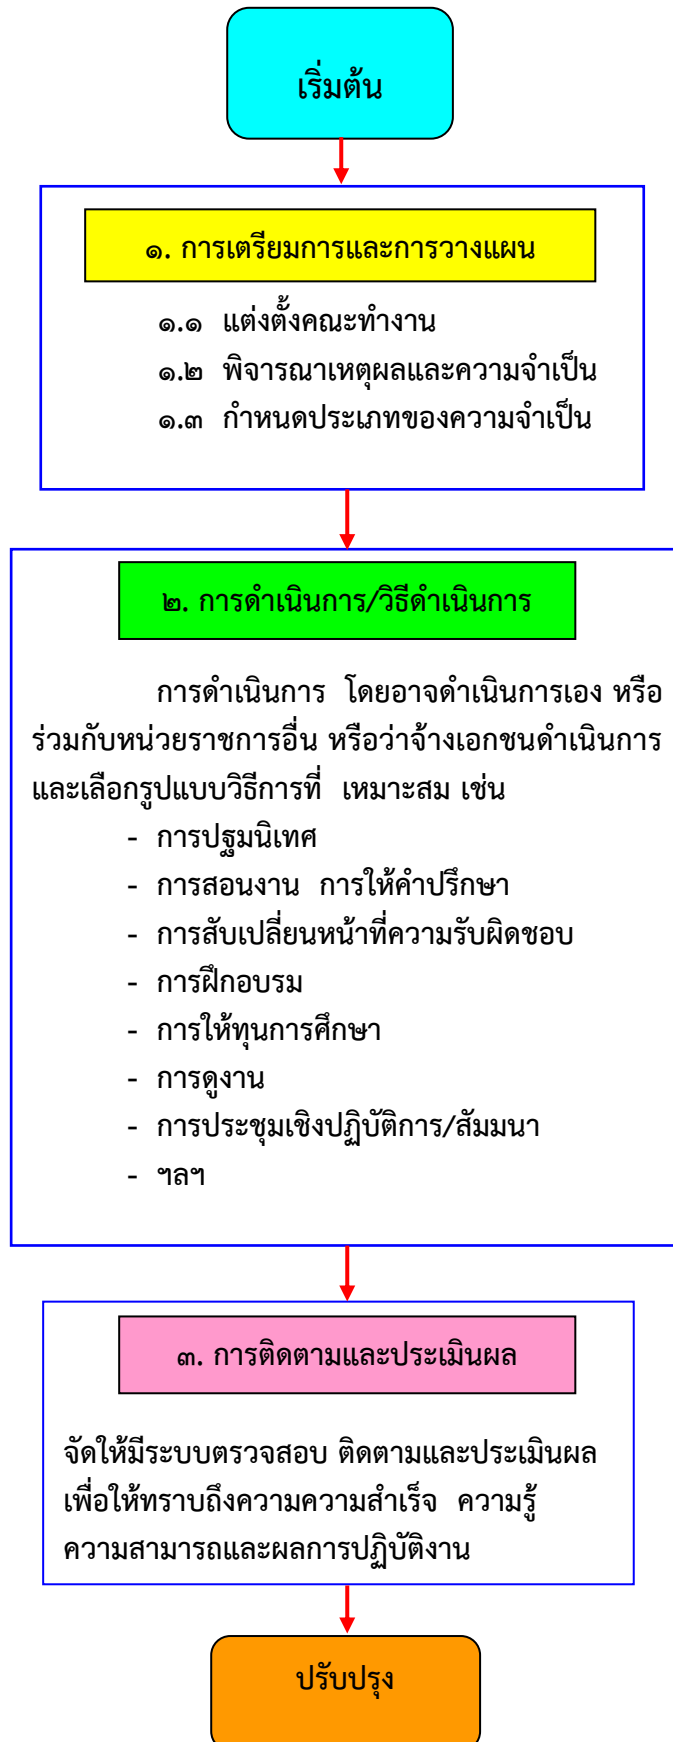 เริ่มต้น
๑. การเตรียมการและการวางแผน
๑.๑ แต่งตั้งคณะทำงาน
๑.๒ พิจารณาเหตุผลและความจำเป็น
๑.๓ กำหนดประเภทของความจำเป็น
๒. การดำเนินการ/วิธีดำเนินการ
การดำเนินการ โดยอาจดำเนินการเอง หรือ
ร่วมกับหน่วยราชการอื่น หรือว่าจ้างเอกชนดำเนินการ
และเลือกรูปแบบวิธีการที่ เหมาะสม เช่น
- การปฐมนิเทศ
- การสอนงาน การให้คำปรึกษา
- การสับเปลี่ยนหน้าที่ความรับผิดชอบ
- การฝึกอบรม
- การให้ทุนการศึกษา
- การดูงาน
- การประชุมเชิงปฏิบัติการ/สัมมนา
- ฯลฯ
๓. การติดตามและประเมินผล
จัดให้มีระบบตรวจสอบ ติดตามและประเมินผล
เพื่อให้ทราบถึงความความสำเร็จ ความรู้
ความสามารถและผลการปฏิบัติงาน
ปรับปรุง